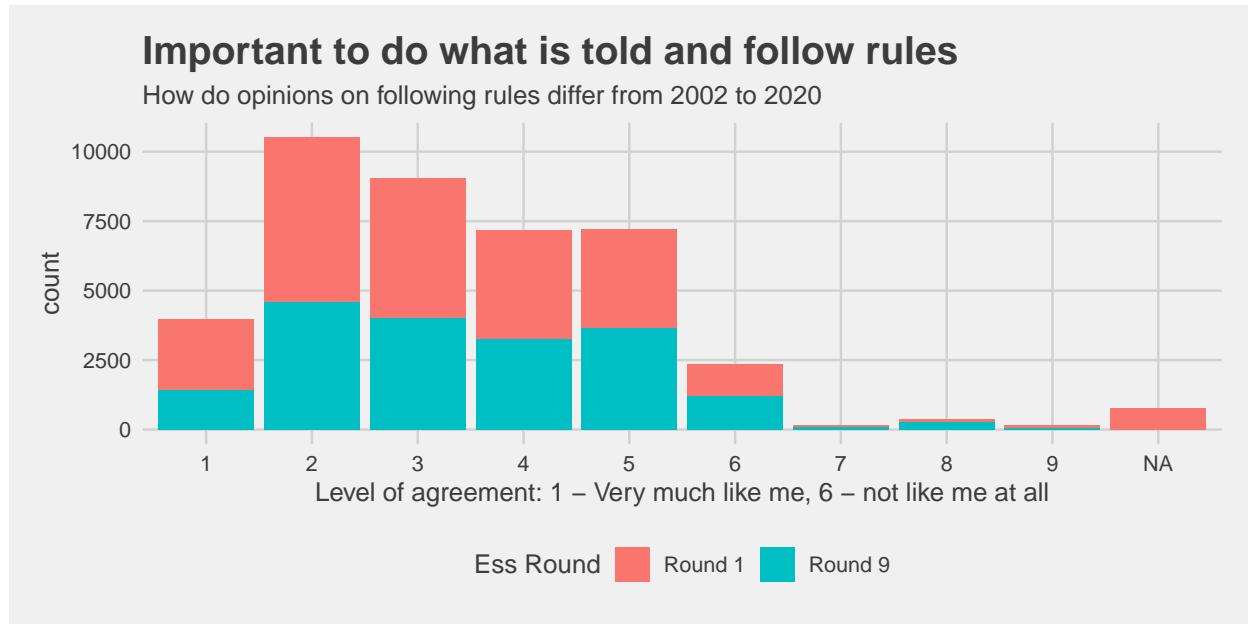 Important to do what is told and follow rules
How do opinions on following rules differ from 2002 to 2020
10000
7500
5000
2500
0
count
1 2 3 4 5 6 7 8 9 NA
Level of agreement: 1 – Very much like me, 6 – not like me at all
Ess Round Round 1 Round 9